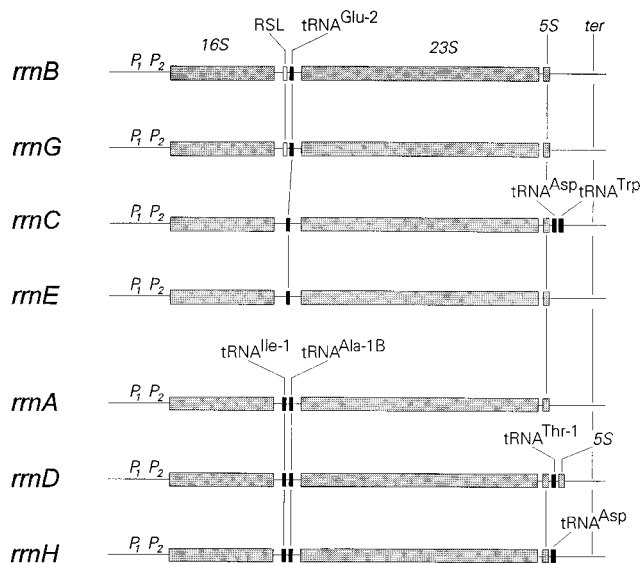 RSL tRNA^Glu-2
16S 23S 5S ter
rrnB P1 P2
rrnG P1 P2
tRNA^Asp tRNA^Trp
rrnC P1 P2
rrnE P1 P2
tRNA^Ile-1 tRNA^Ala-1B
rrnA P1 P2
tRNA^Thr-1 5S
rrnD P1 P2
tRNA^Asp
rrnH P1 P2